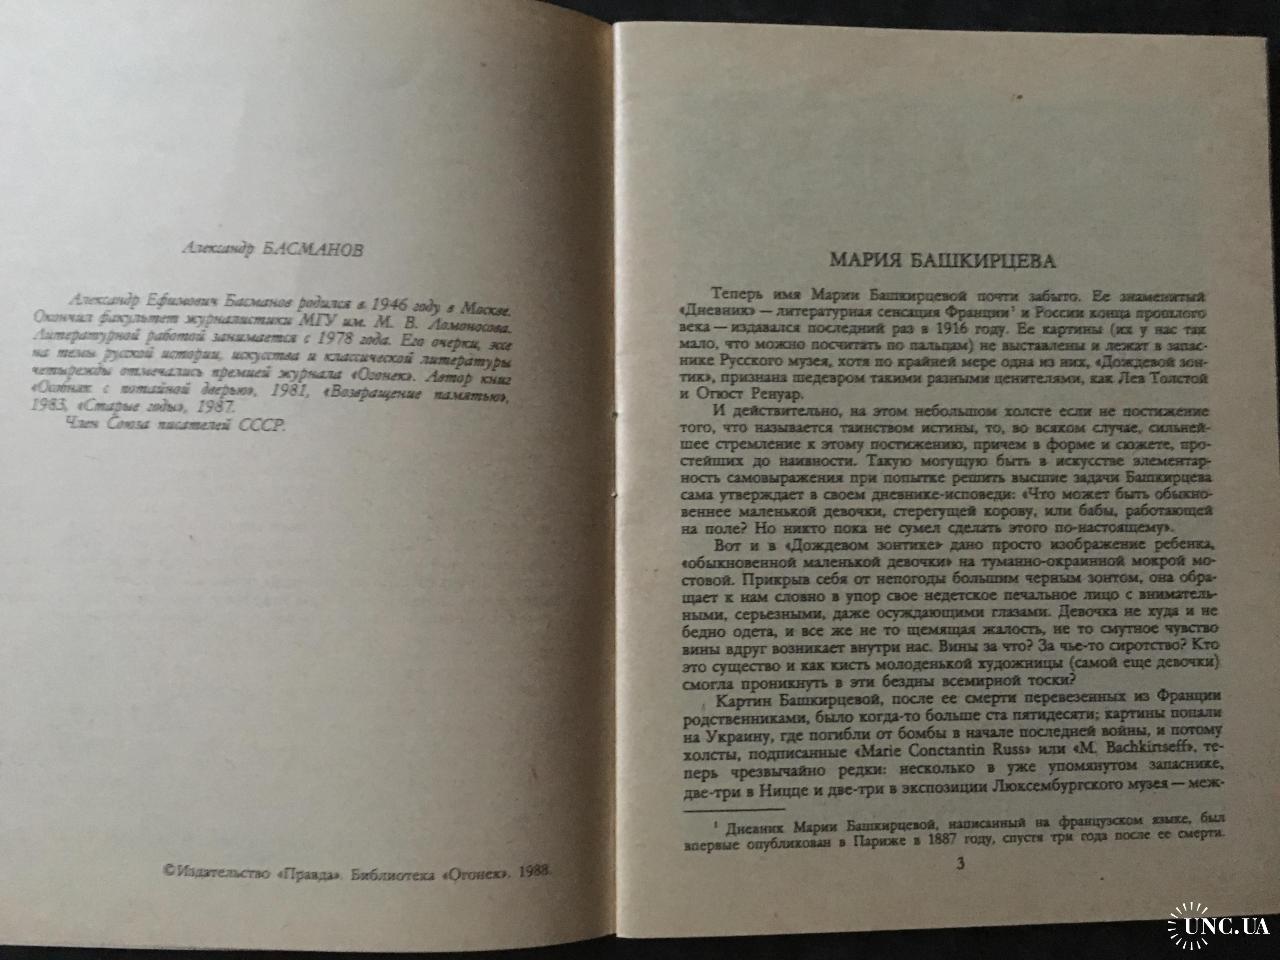 Александр БАСМАНОВ
Александр Ефимович Басманов родился в 1946 году в Москве.
Окончил факультет журналистики МГУ им. М. В. Ломоносова.
Литературной работой занимается с 1978 года. Его очерки, эссе
на темы русской истории, искусства и классической литературы
четырежды отмечались премией журнала «Огонек». Автор книг
«Особняк с потайной дверью», 1981, «Возвращение памятью»,
1983, «Старые годы», 1987.
Член Союза писателей СССР.
©Издательство «Правда». Библиотека «Огонек». 1988.
МАРИЯ БАШКИРЦЕВА
Теперь имя Марии Башкирцевой почти забыто. Ее знаменитый
«Дневник» — литературная сенсация Франции¹ и России конца прошлого
века — издавался последний раз в 1916 году. Ее картины (их у нас так
мало, что можно посчитать по пальцам) не выставлены и лежат в запас-
нике Русского музея, хотя по крайней мере одна из них, «Дождевой зон-
тик», признана шедевром такими разными ценителями, как Лев Толстой
и Огюст Ренуар.
И действительно, на этом небольшом холсте если не постижение
того, что называется таинством истины, то, во всяком случае, сильней-
шее стремление к этому постижению, причем в форме и сюжете, про-
стейших до наивности. Такую могущую быть в искусстве элементар-
ность самовыражения при попытке решить высшие задачи Башкирцева
сама утверждает в своем дневнике-исповеди: «Что может быть обыкно-
веннее маленькой девочки, стерегущей корову, или бабы, работающей
на поле? Но никто пока не сумел сделать этого по-настоящему».
Вот и в «Дождевом зонтике» дано просто изображение ребенка,
«обыкновенной маленькой девочки» на туманно-окраинной мокрой мо-
стовой. Прикрыв себя от непогоды большим черным зонтом, она обра-
щает к нам словно в упор свое недетское печальное лицо с вниматель-
ными, серьезными, даже осуждающими глазами. Девочка не худа и не
бедно одета, и все же не то щемящая жалость, не то смутное чувство
вины вдруг возникает внутри нас. Вины за что? За чье-то сиротство? Кто
это существо и как кисть молоденькой художницы (самой еще девочки)
смогла проникнуть в эти бездны всемирной тоски?
Картин Башкирцевой, после ее смерти перевезенных из Франции
родственниками, было когда-то больше ста пятидесяти; картины попали
на Украину, где погибли от бомбы в начале последней войны, и потому
холсты, подписанные «Marie Conctantin Russ» или «M. Bachkirtseff», те-
перь чрезвычайно редки: несколько в уже упомянутом запаснике,
две-три в Ницце и две-три в экспозиции Люксембургского музея — меж-
¹ Дневник Марии Башкирцевой, написанный на французском языке, был
впервые опубликован в Париже в 1887 году, спустя три года после ее смерти.
3
UNC.UA